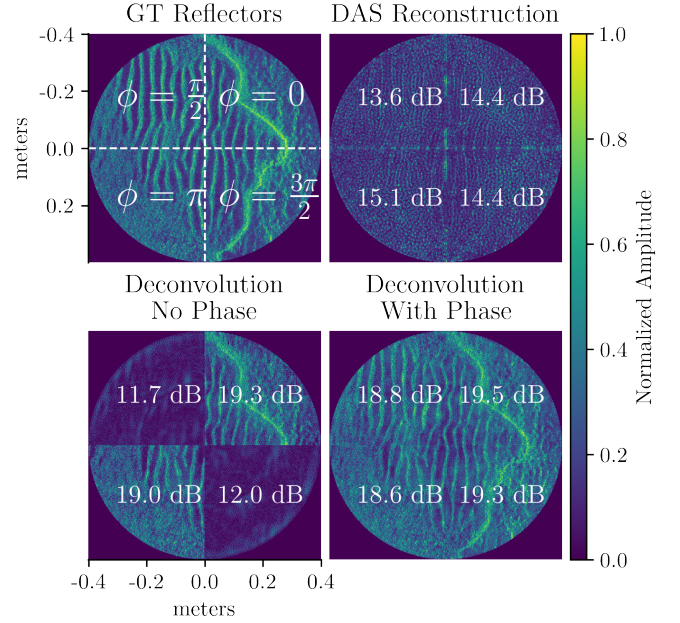 GT Reflectors
DAS Reconstruction
-0.4
-0.2
0.0
0.2
meters
ϕ = π/2
ϕ = 0
ϕ = π
ϕ = 3π/2
13.6 dB
14.4 dB
15.1 dB
14.4 dB
Deconvolution
No Phase
Deconvolution
With Phase
11.7 dB
19.3 dB
19.0 dB
12.0 dB
18.8 dB
19.5 dB
18.6 dB
19.3 dB
-0.4
-0.2
0.0
0.2
0.4
meters
1.0
0.8
0.6
0.4
0.2
0.0
Normalized Amplitude